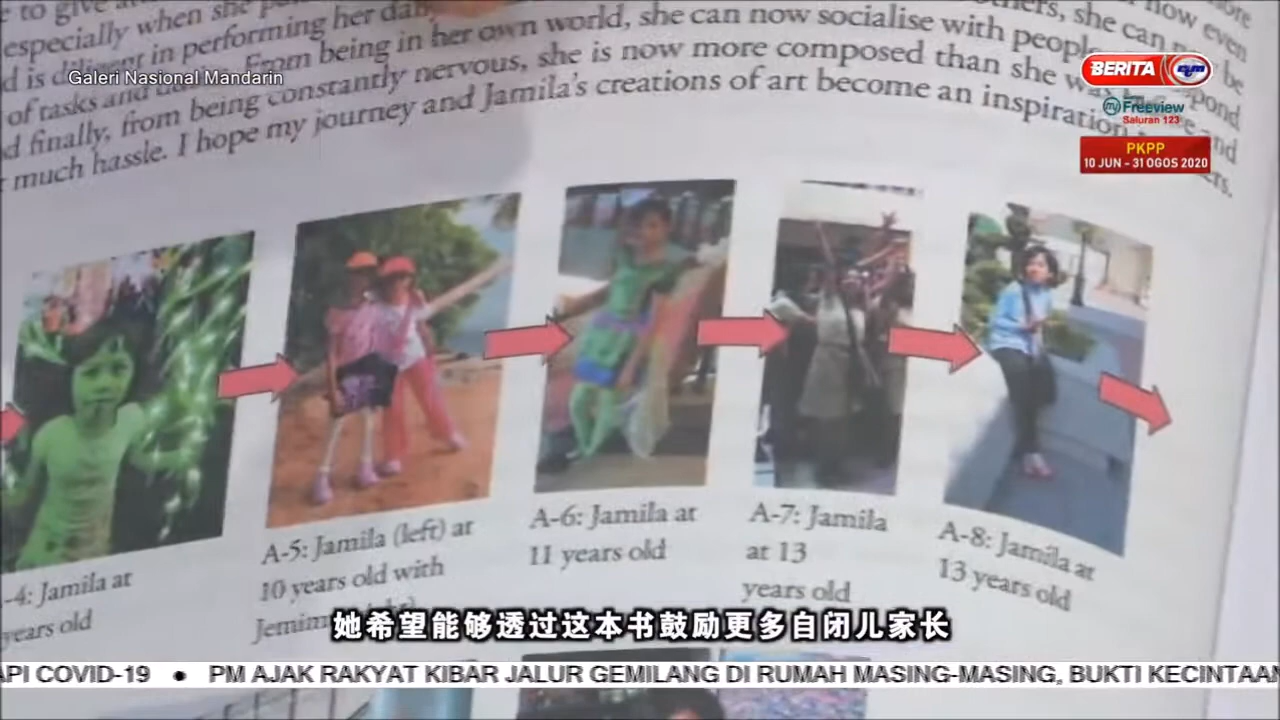 especially when she
d is diligent in performing her
of tasks and From being in her own world, she can now socialise with people
d finally, from being constantly nervous, she is now more composed than she
much hassle. I hope my journey and Jamila's creations of art become an inspiration
Galeri Nasional Mandarin
BERITA
my Freeview
Saluran 123
PKPP
10 JUN - 31 OGOS 2020
-4: Jamila at
years old
A-5: Jamila (left) at
10 years old with
A-6: Jamila at
11 years old
A-7: Jamila
at 13
years old
A-8: Jamila at
13 years old
她希望能够透过这本书鼓励更多自闭儿家长
API COVID-19 ● PM AJAK RAKYAT KIBAR JALUR GEMILANG DI RUMAH MASING-MASING, BUKTI KECINTAAN